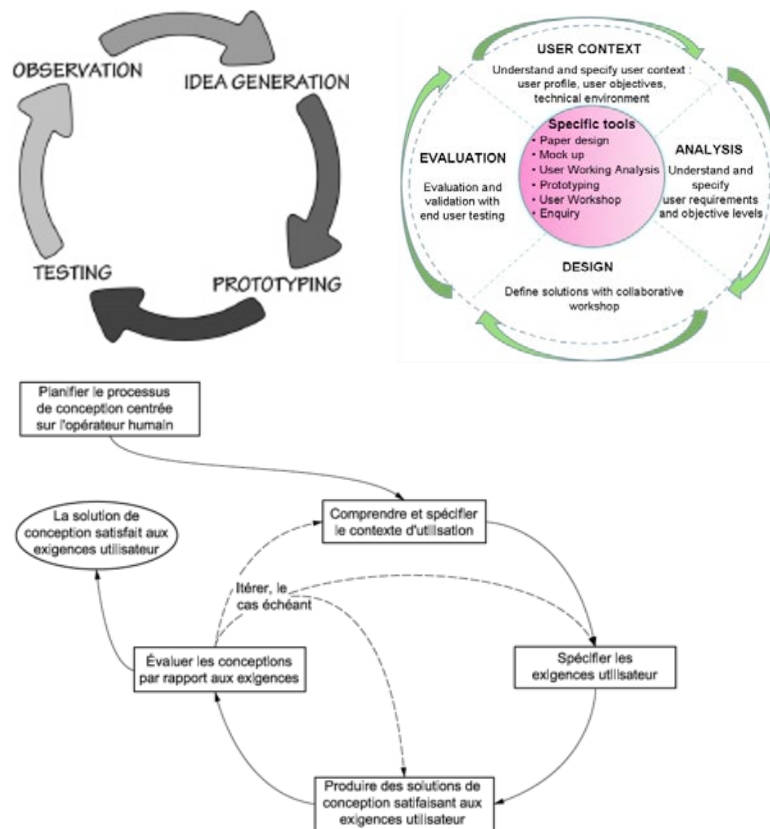 OBSERVATION
IDEA GENERATION
PROTOTYPING
TESTING
USER CONTEXT
Understand and specify user context :
user profile, user objectives,
technical environment
Specific tools
• Paper design
• Mock up
• User Working Analysis
• Prototyping
• User Workshop
• Enquiry
EVALUATION
Evaluation and
validation with
end user testing
ANALYSIS
Understand and
specify
user requirements
and objective levels
DESIGN
Define solutions with collaborative
workshop
Planifier le processus
de conception centrée
sur l'opérateur humain
La solution de
conception satisfait aux
exigences utilisateur
Comprendre et spécifier
le contexte d'utilisation
Itérer, le
cas échéant
Évaluer les conceptions
par rapport aux exigences
Spécifier les
exigences utilisateur
Produire des solutions de
conception satifaisant aux
exigences utilisateur